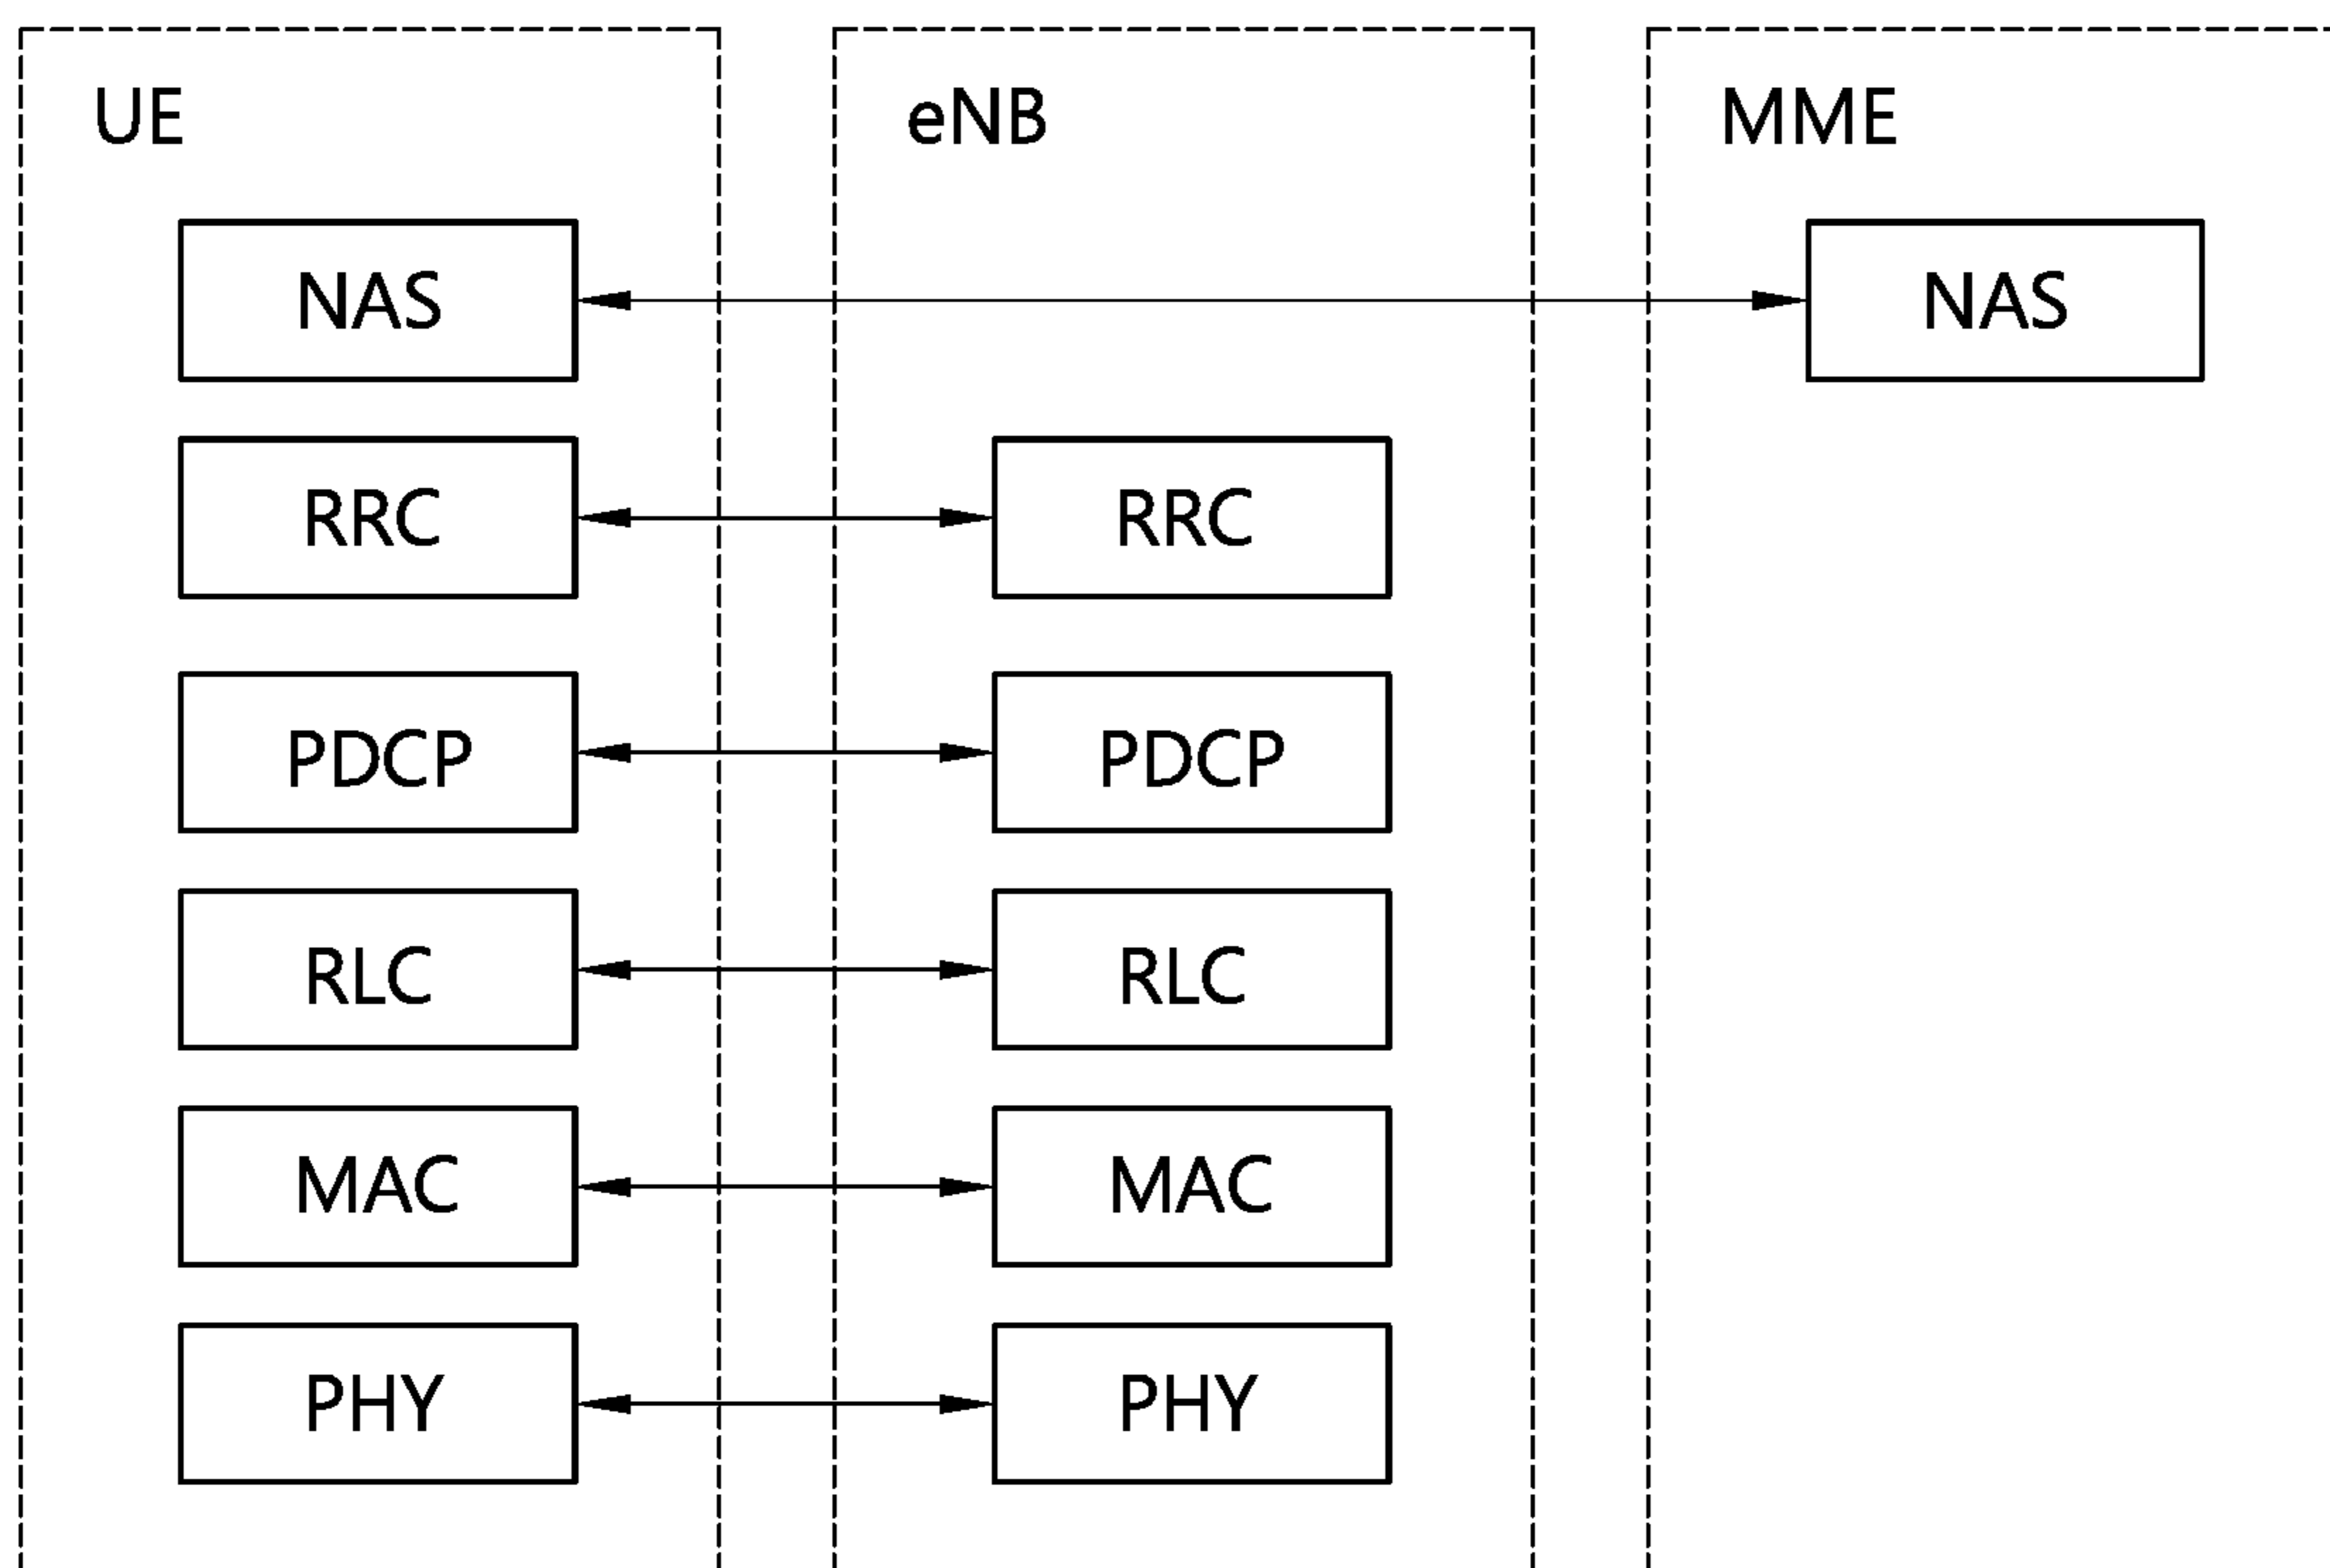 UE
eNB
MME
NAS
NAS
RRC
RRC
PDCP
PDCP
RLC
RLC
MAC
MAC
PHY
PHY